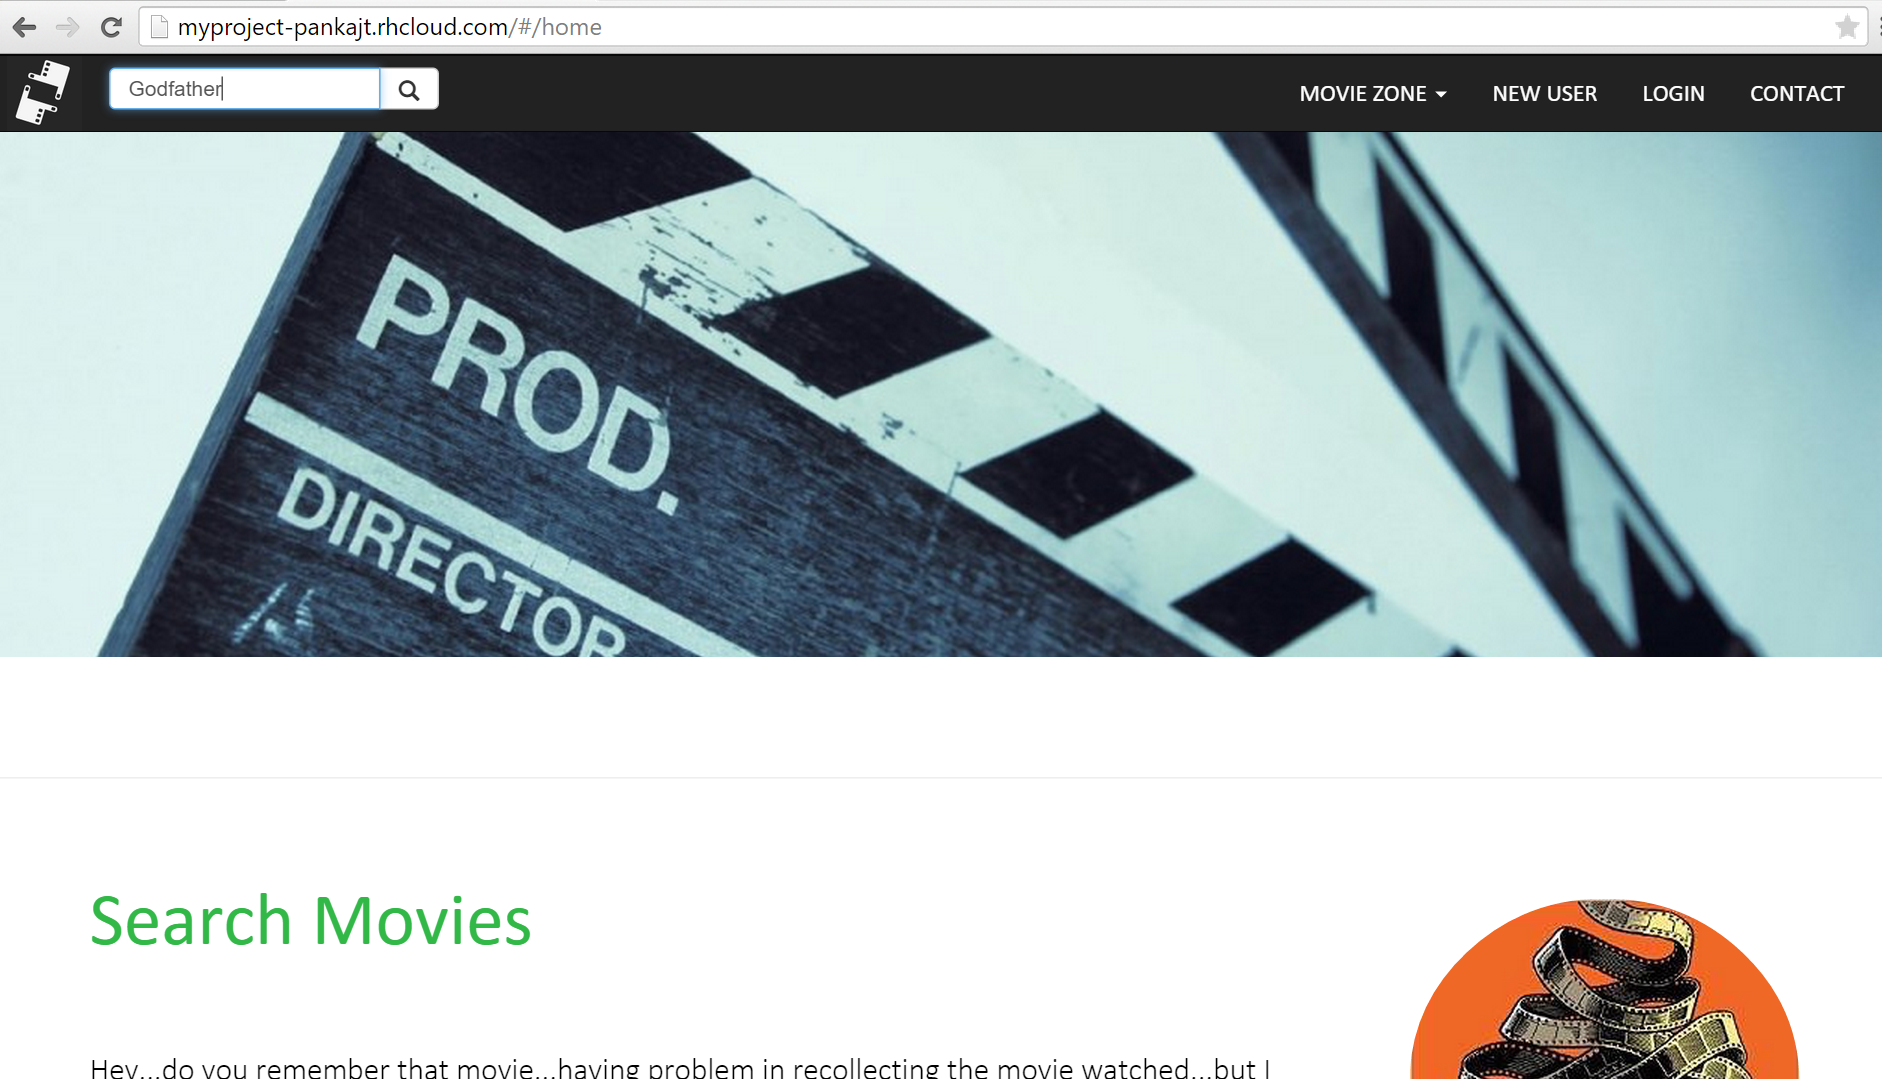 myproject-pankajt.rhcloud.com/#/home
Godfather
MOVIE ZONE
NEW USER
LOGIN
CONTACT
PROD.
DIRECTOR
Search Movies
Hey...do you remember that movie...having problem in recollecting the movie watched...but I